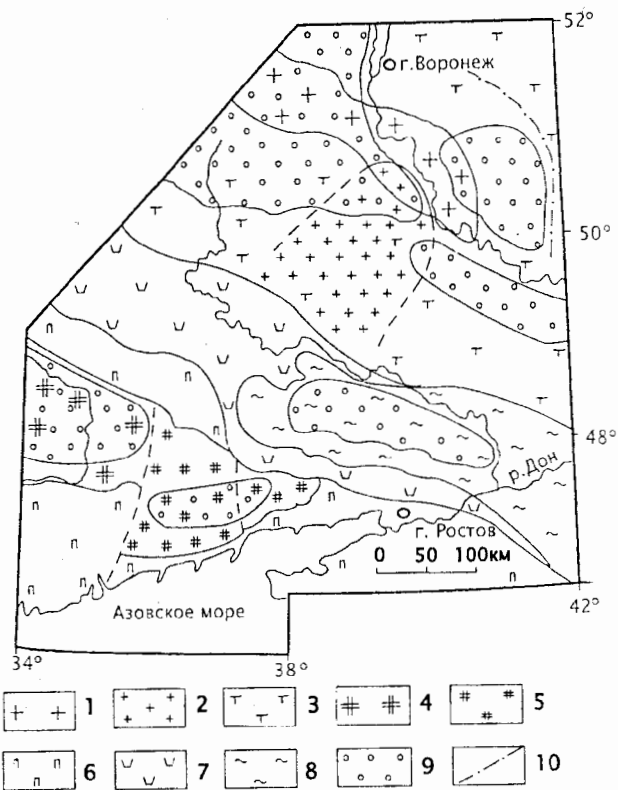 52°
г. Воронеж
50°
48°
р. Дон
г. Ростов
0 50 100км
Азовское море
42°
34°
38°
1 2 3 4 5
6 7 8 9 10